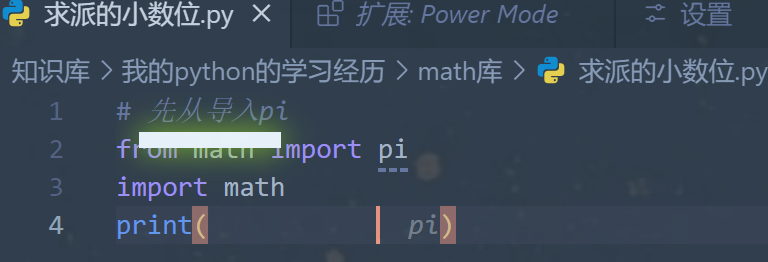 求派的小数位.py × 扩展: Power Mode 设置
知识库 > 我的python的学习经历 > math库 > 求派的小数位.py
1 # 先从导入pi
2 from math import pi
3 import math
4 print( pi)